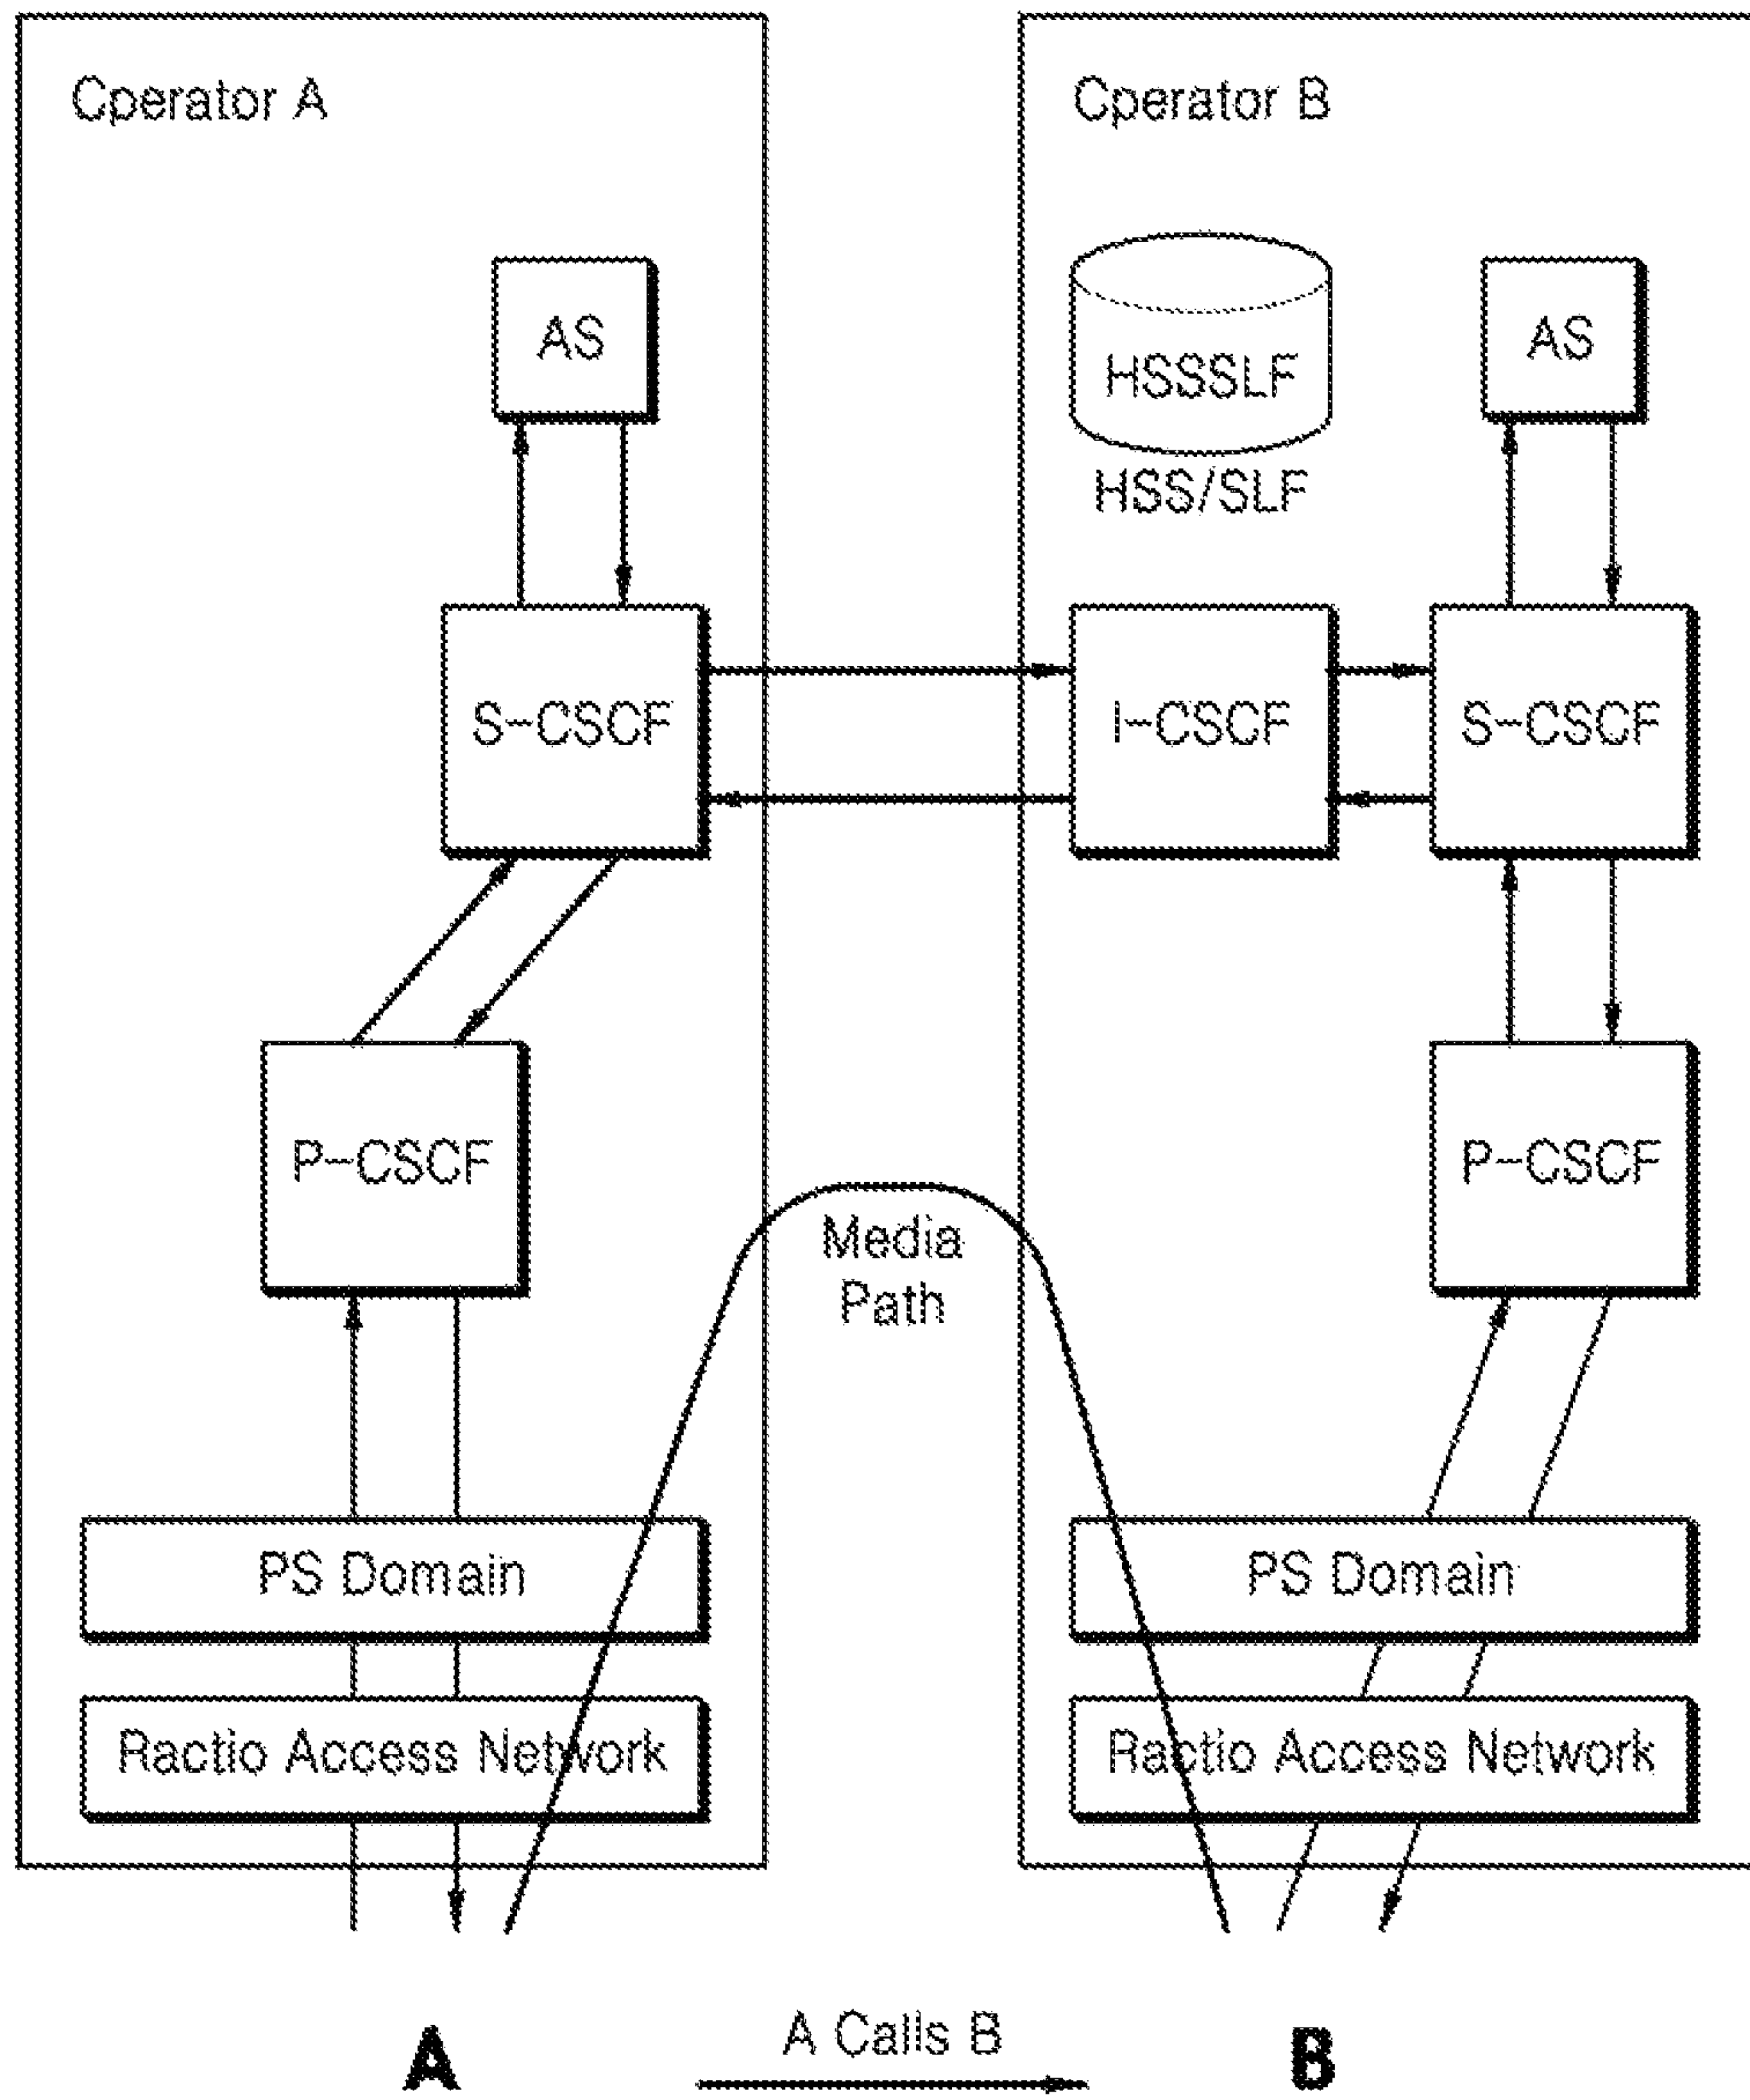 Cperator A
Cperator B
AS
HSSSLF
HSS/SLF
AS
S-CSCF
I-CSCF
S-CSCF
P-CSCF
P-CSCF
Media
Path
PS Domain
PS Domain
Ractio Access Network
Ractio Access Network
A Calls B
A
B